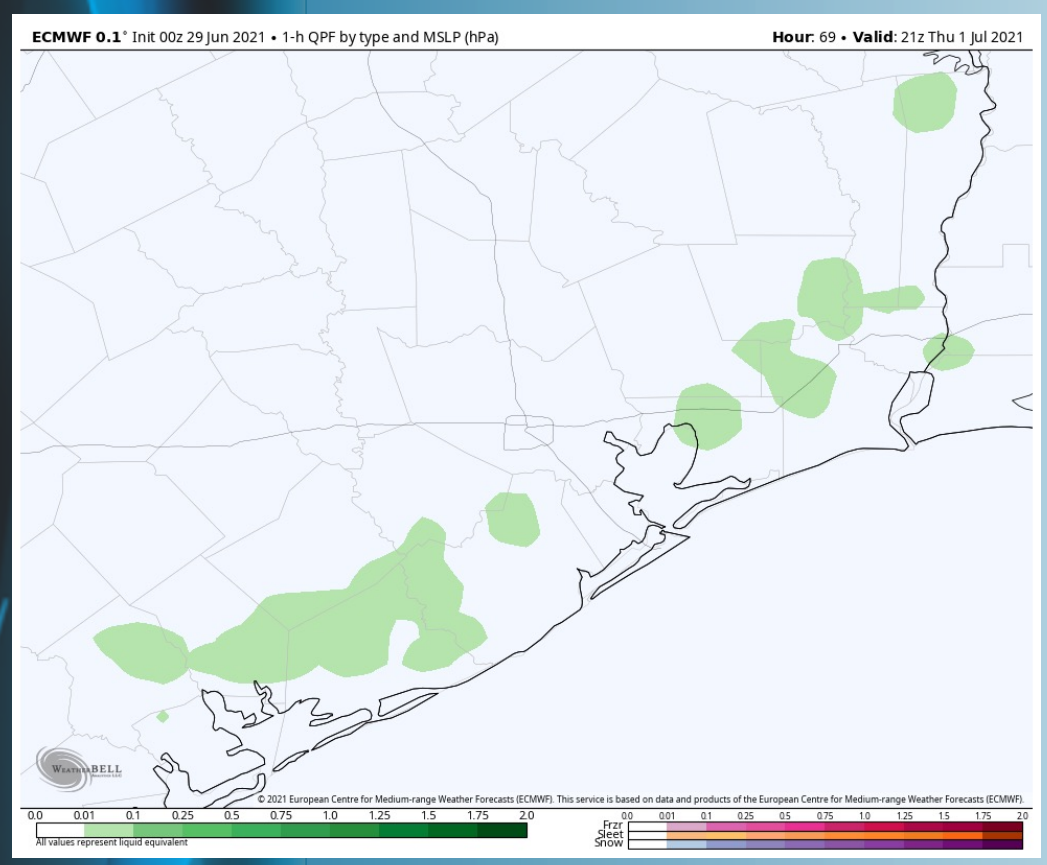 ECMWF 0.1° Init 00z 29 Jun 2021 • 1-h QPF by type and MSLP (hPa)
Hour: 69 • Valid: 21z Thu 1 Jul 2021
WEATHERBELL
© 2021 European Centre for Medium-range Weather Forecasts (ECMWF). This service is based on data and products of the European Centre for Medium-range Weather Forecasts (ECMWF).
0.0 0.01 0.1 0.25 0.5 0.75 1.0 1.25 1.5 1.75 2.0
All values represent liquid equivalent
0.0 0.01 0.1 0.25 0.5 0.75 1.0 1.25 1.5 1.75 2.0
Frzr
Sleet
Snow